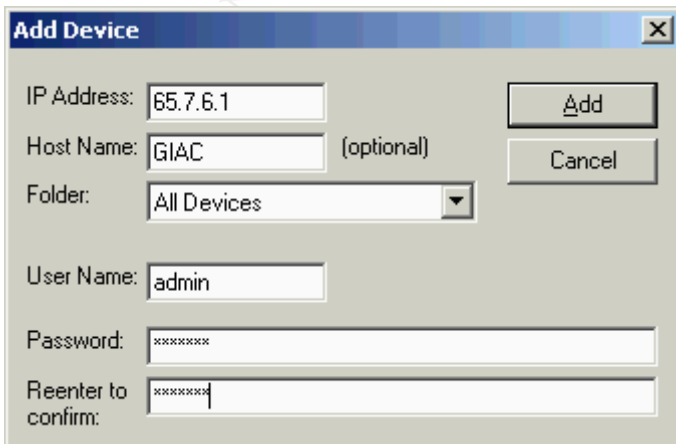 Add Device
IP Address: 65.7.6.1 Add
Host Name: GIAC (optional) Cancel
Folder: All Devices
User Name: admin
Password: *******
Reenter to confirm: *******